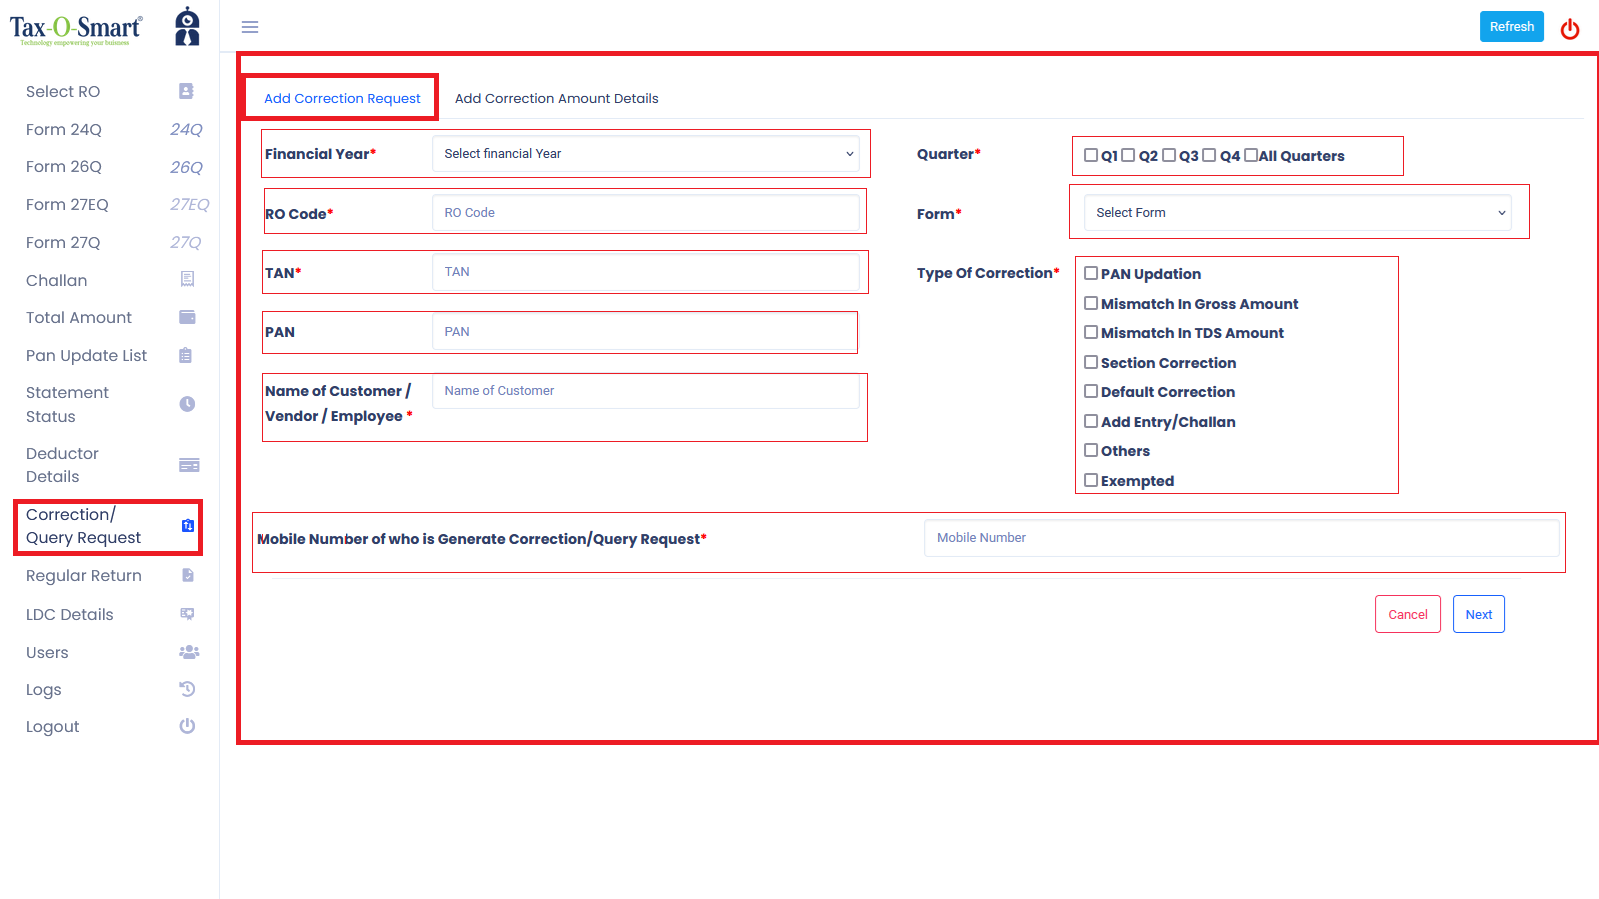 Tax-O-Smart®
Technology empowering your buisness
Refresh
Select RO
Form 24Q 24Q
Form 26Q 26Q
Form 27EQ 27EQ
Form 27Q 27Q
Challan
Total Amount
Pan Update List
Statement
Status
Deductor
Details
Correction/
Query Request
Regular Return
LDC Details
Users
Logs
Logout
Add Correction Request Add Correction Amount Details
Financial Year* Select financial Year
Quarter* Q1 Q2 Q3 Q4 All Quarters
RO Code* RO Code
Form* Select Form
TAN* TAN
Type Of Correction* PAN Updation
Mismatch In Gross Amount
Mismatch In TDS Amount
Section Correction
Default Correction
Add Entry/Challan
Others
Exempted
PAN PAN
Name of Customer / Name of Customer
Vendor / Employee *
Mobile Number of who is Generate Correction/Query Request* Mobile Number
Cancel Next